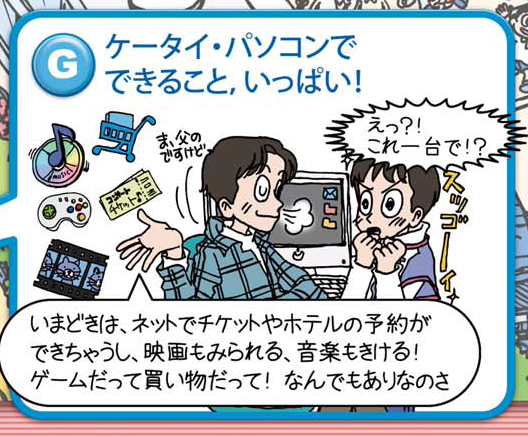 G
ケータイ・パソコンで
できること,いっぱい!
えっ?!
これ一台で!?
ま、父の
ですけど
music!
チケット
スッゴーイ
いまどきは、ネットでチケットやホテルの予約が
できちゃうし、映画もみられる、音楽もきける!
ゲームだって買い物だって! なんでもありなのさ